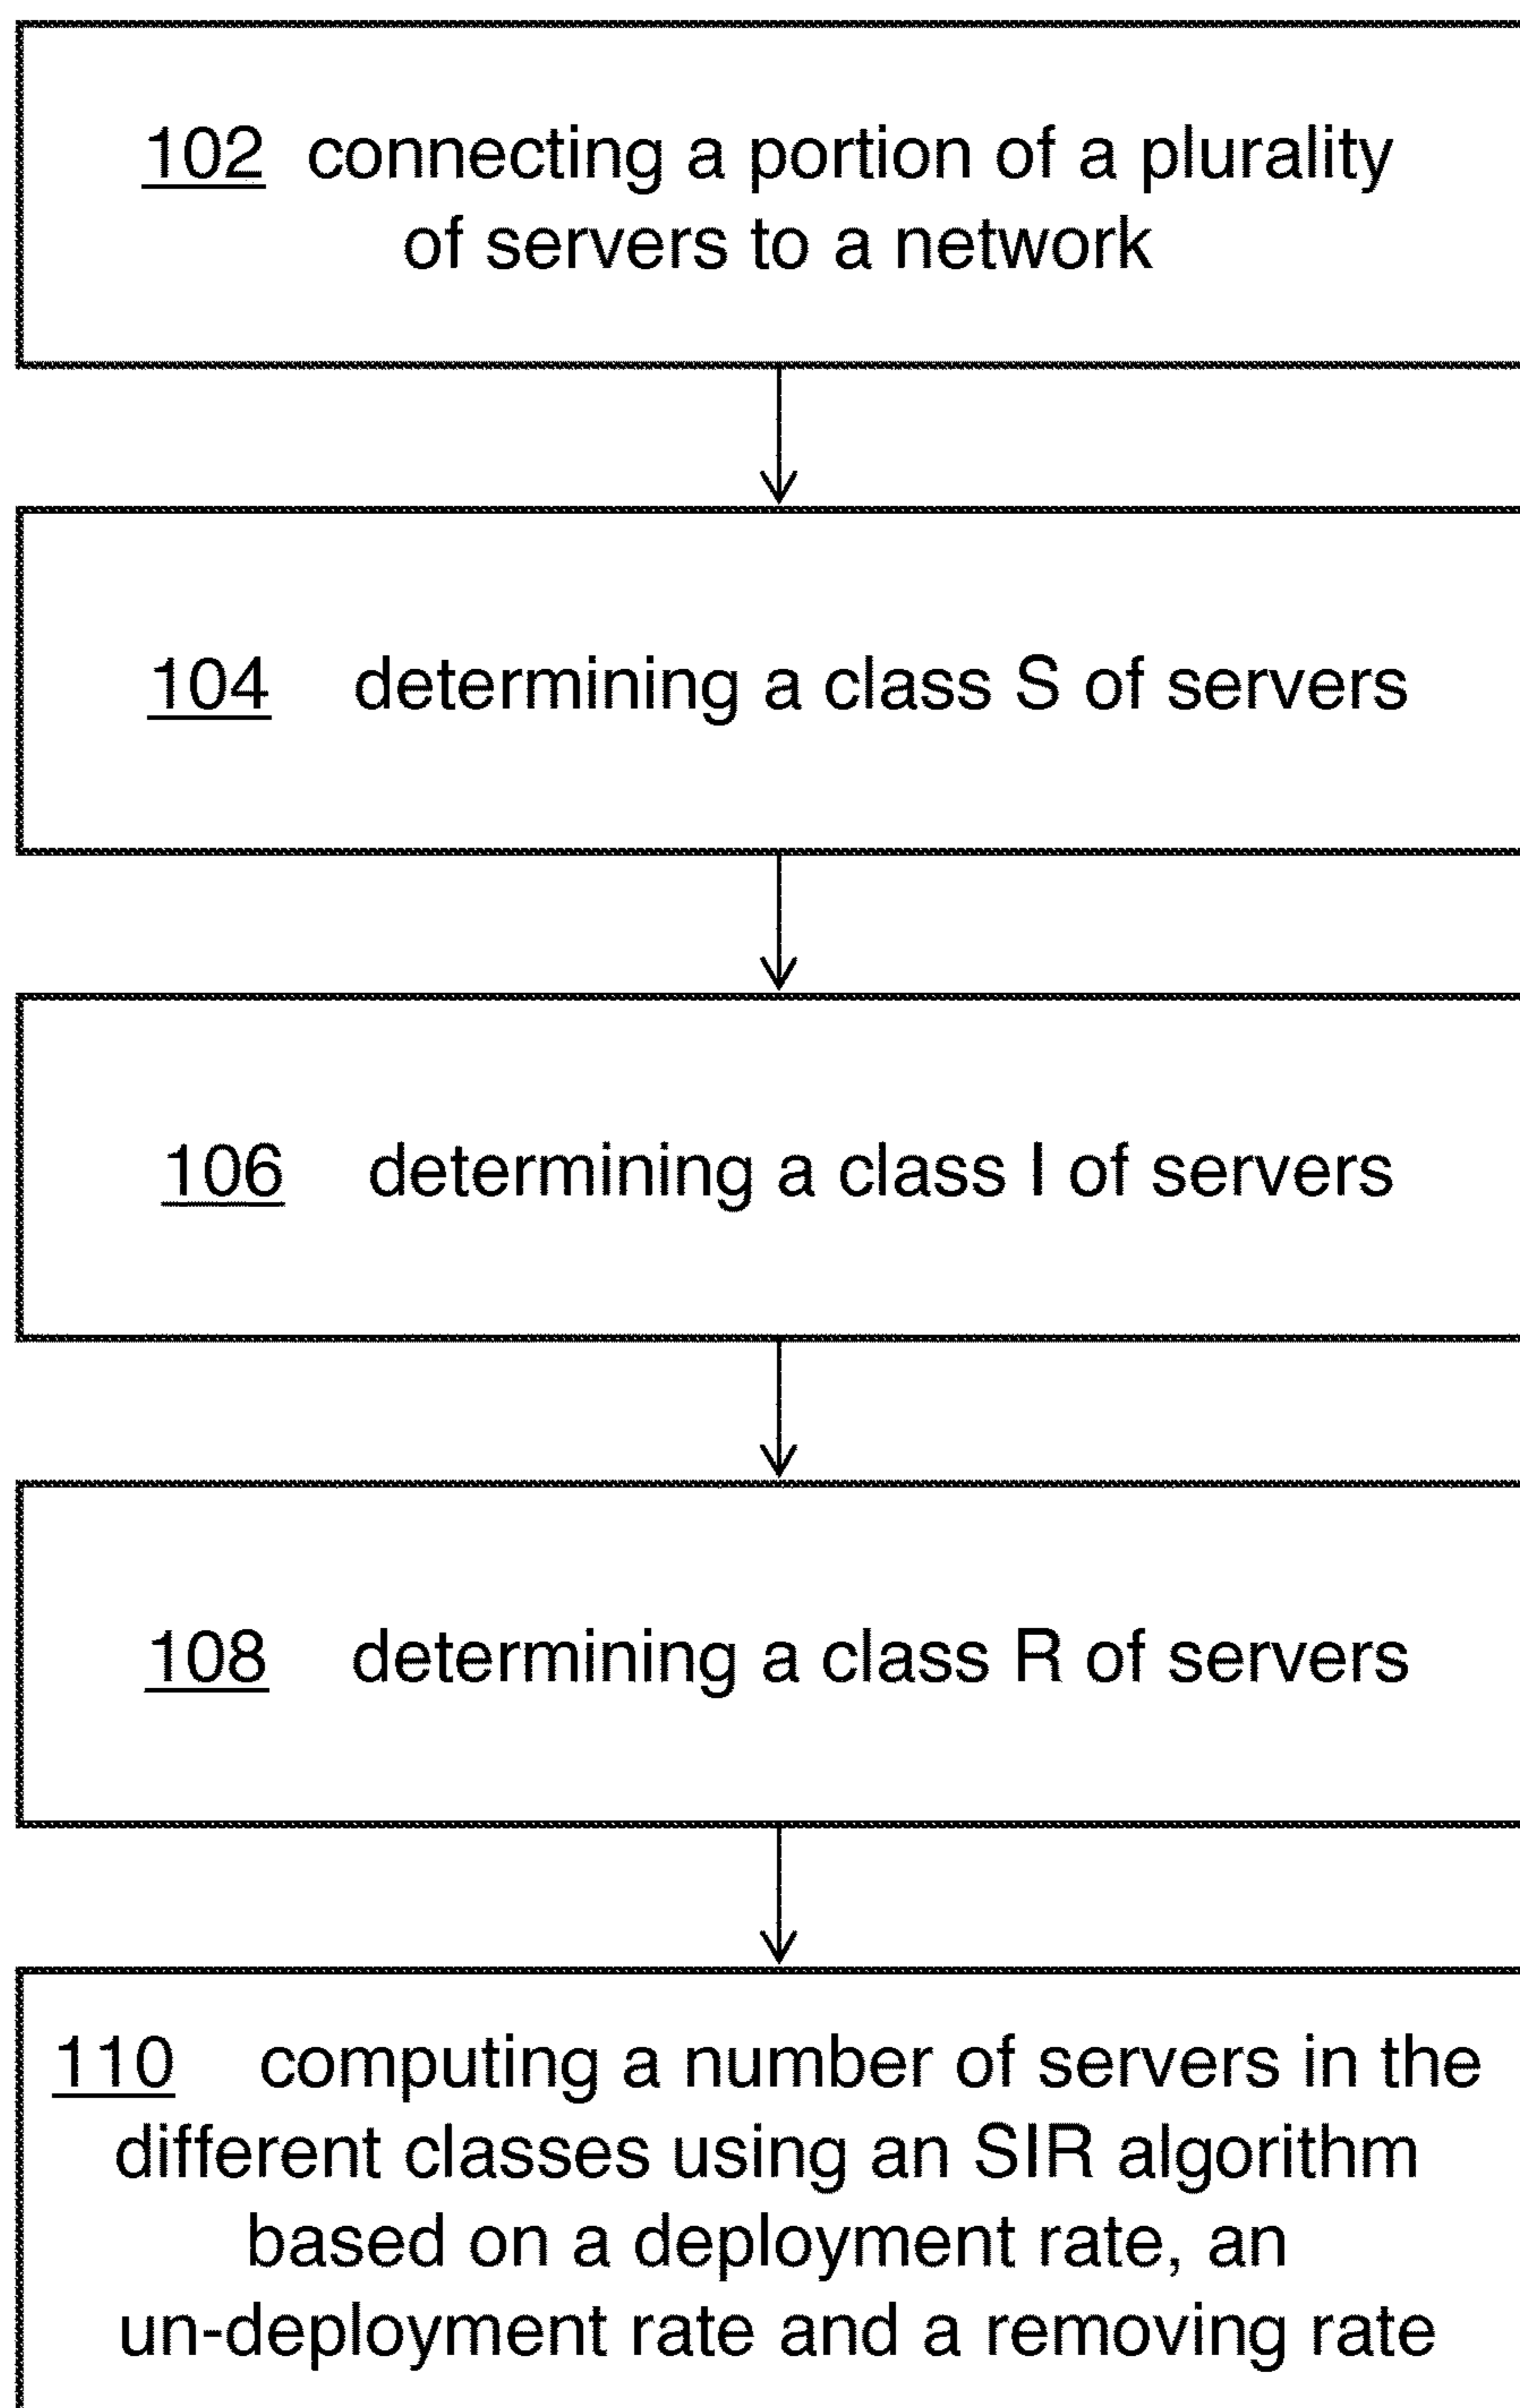 102 connecting a portion of a plurality
of servers to a network
104 determining a class S of servers
106 determining a class I of servers
108 determining a class R of servers
110 computing a number of servers in the
different classes using an SIR algorithm
based on a deployment rate, an
un-deployment rate and a removing rate